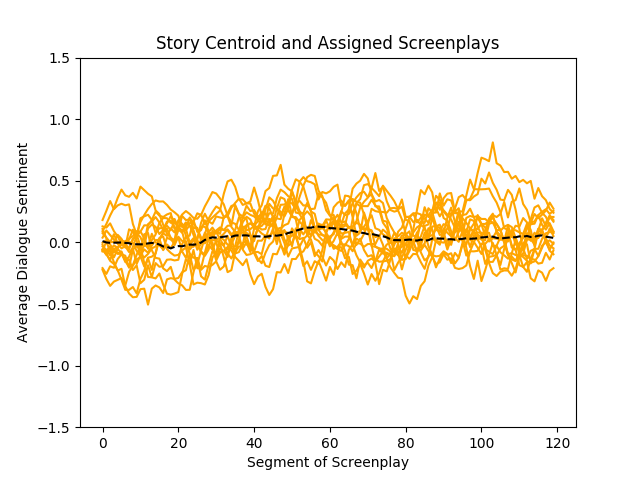 Story Centroid and Assigned Screenplays
1.5
1.0
0.5
0.0
−0.5
−1.0
−1.5
Average Dialogue Sentiment
0 20 40 60 80 100 120
Segment of Screenplay